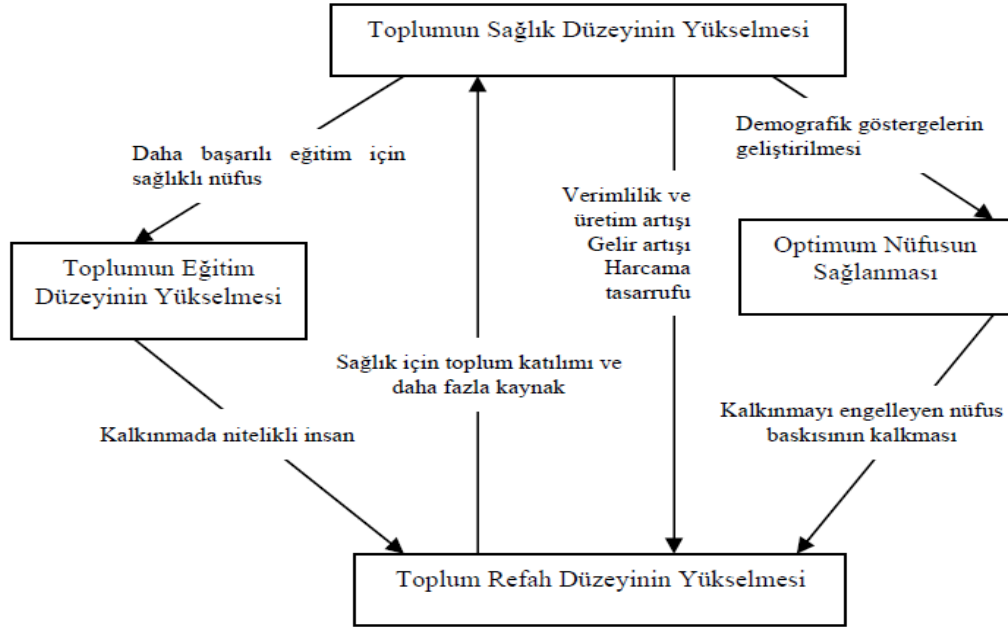 Toplumun Sağlık Düzeyinin Yükselmesi
Daha başarılı eğitim için
sağlıklı nüfus
Demografik göstergelerin
geliştirilmesi
Verimlilik ve
üretim artışı
Gelir artışı
Harcama
tasarrufu
Toplumun Eğitim
Düzeyinin Yükselmesi
Optimum Nüfusun
Sağlanması
Sağlık için toplum katılımı ve
daha fazla kaynak
Kalkınmada nitelikli insan
Kalkınmayı engelleyen nüfus
baskısının kalkması
Toplum Refah Düzeyinin Yükselmesi